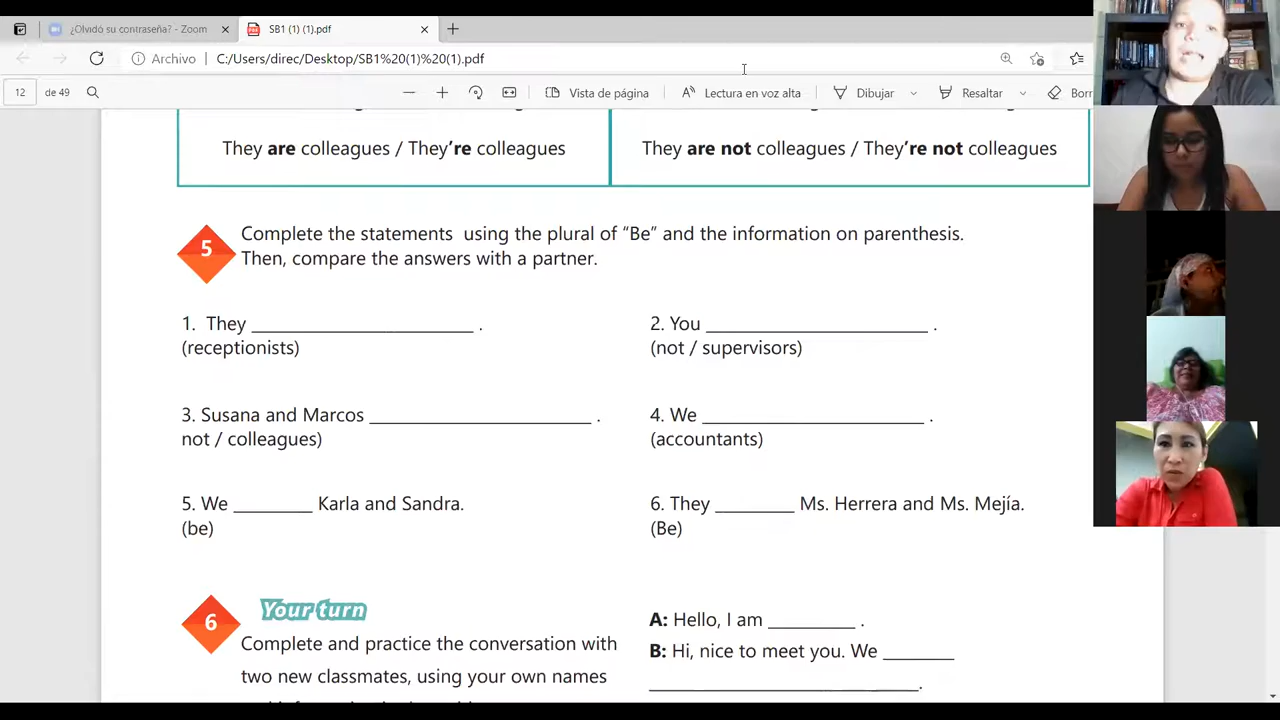 ¿Olvidó su contraseña? - Zoom
SB1 (1) (1).pdf
Archivo
C:/Users/direc/Desktop/SB1%20(1)%20(1).pdf
12 de 49
Vista de página
Lectura en voz alta
Dibujar
Resaltar
Borr
They are colleagues / They're colleagues
They are not colleagues / They're not colleagues
5
Complete the statements using the plural of “Be” and the information on parenthesis.
Then, compare the answers with a partner.
1. They ______________________ .
(receptionists)
2. You ______________________ .
(not / supervisors)
3. Susana and Marcos ______________________ .
not / colleagues)
4. We ______________________ .
(accountants)
5. We ________ Karla and Sandra.
(be)
6. They ________ Ms. Herrera and Ms. Mejía.
(Be)
6
Your turn
Complete and practice the conversation with
two new classmates, using your own names
A: Hello, I am _________ .
B: Hi, nice to meet you. We _______
___________________________.